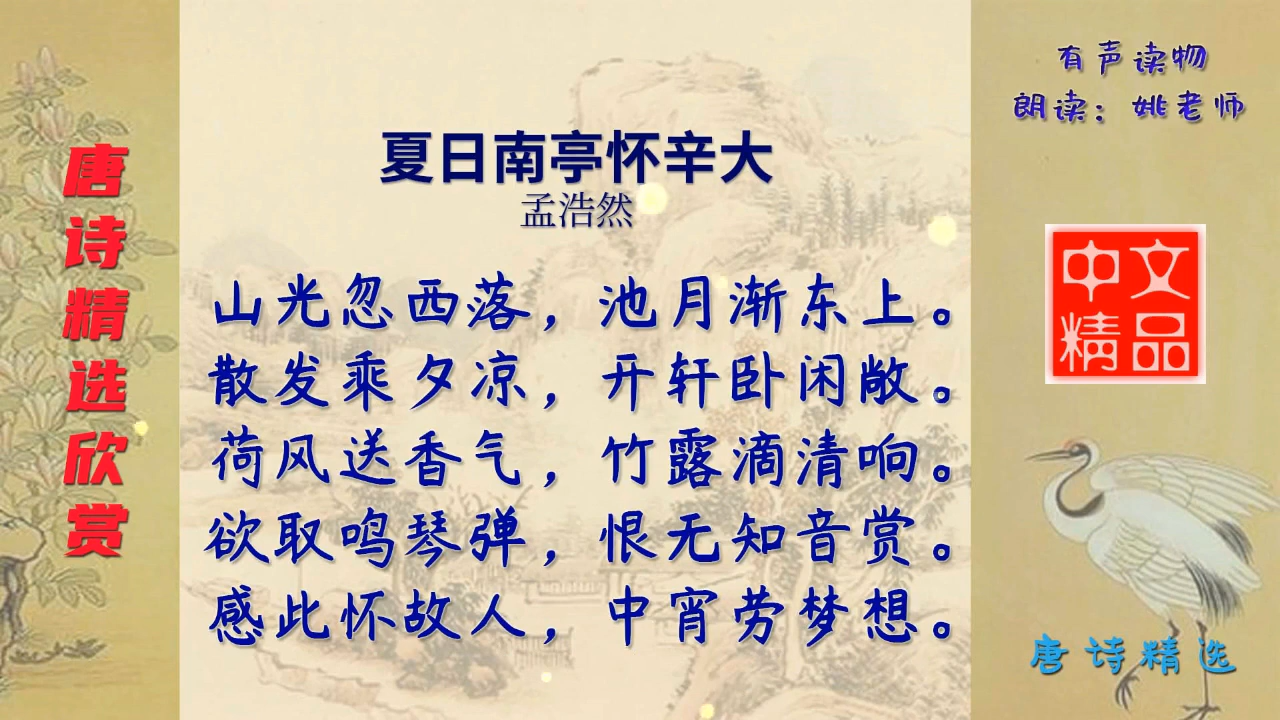 唐诗精选欣赏
夏日南亭怀辛大
孟浩然
山光忽西落，池月渐东上。
散发乘夕凉，开轩卧闲敞。
荷风送香气，竹露滴清响。
欲取鸣琴弹，恨无知音赏。
感此怀故人，中宵劳梦想。
有声读物
朗读：姚老师
中文
精品
唐诗精选